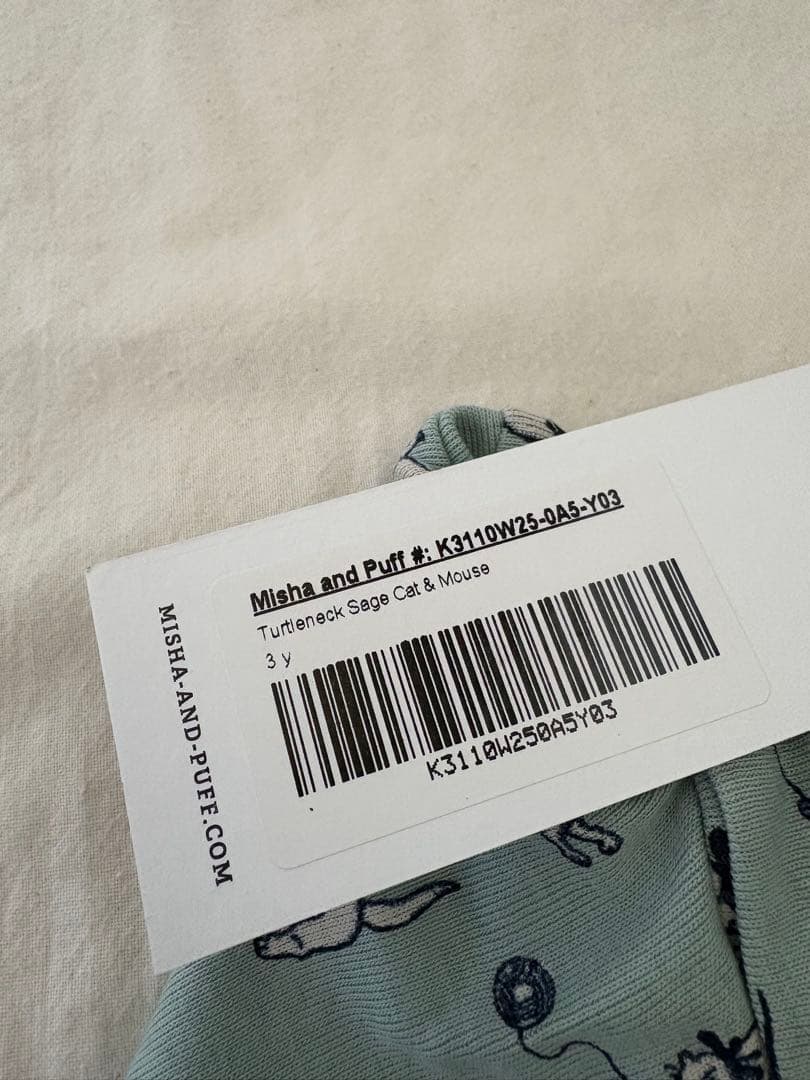 Misha and Puff #: K3110W25-0A5-Y03
Turtleneck Sage Cat & Mouse
3 y
K3110W250A5Y03
MISHA-AND-PUFF.COM